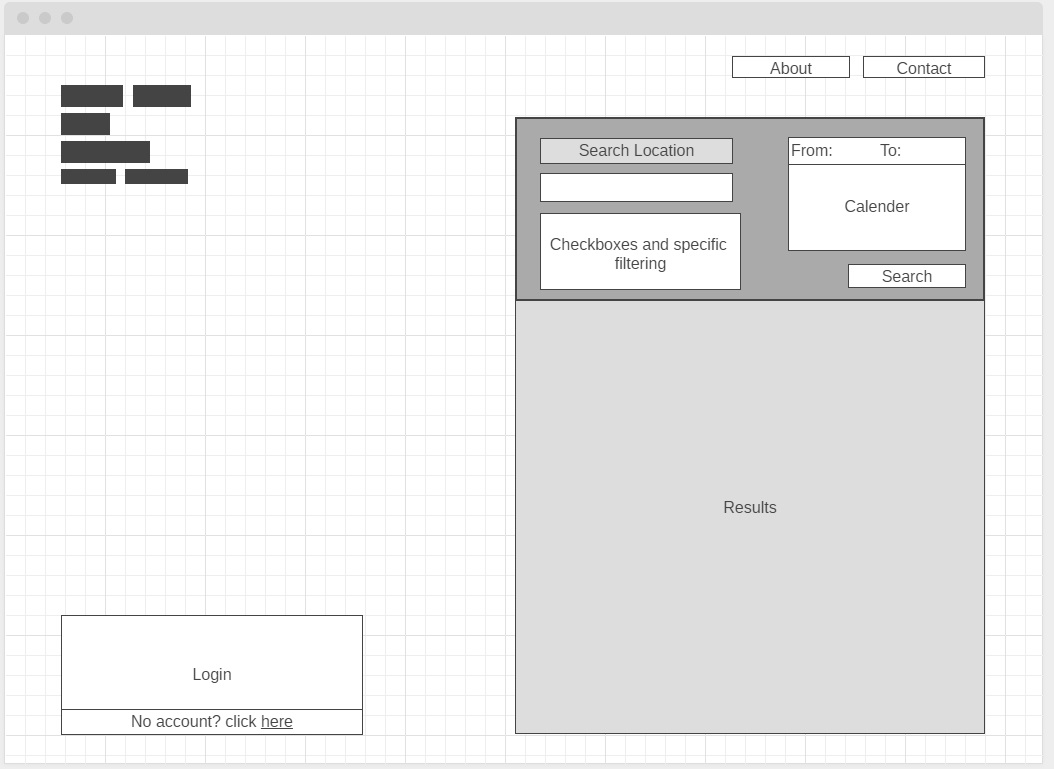 About
Contact
Search Location
From:
To:
Calender
Checkboxes and specific
filtering
Search
Results
Login
No account? click here